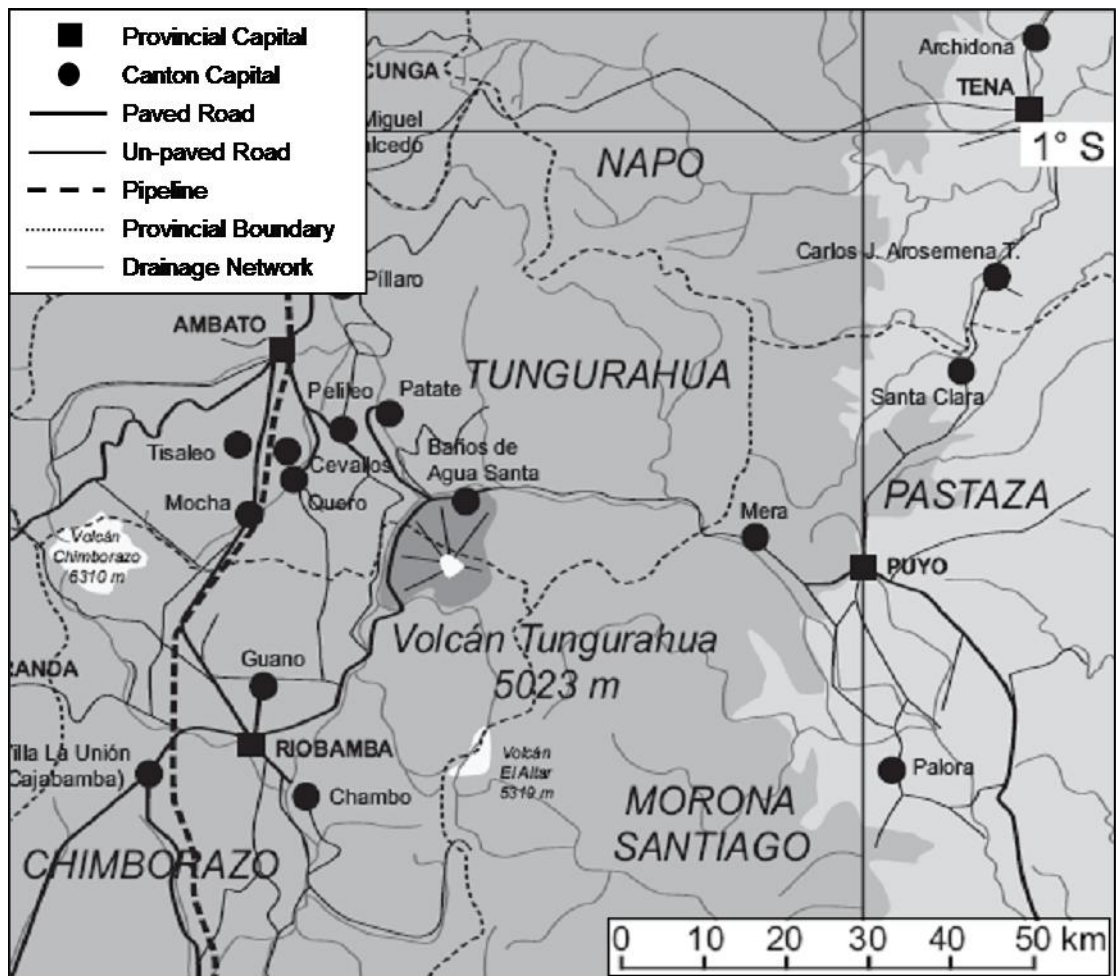 Provincial Capital
Canton Capital
Paved Road
Un-paved Road
Pipeline
Provincial Boundary
Drainage Network
CUNGA
Miguel
alcedó
Archidona
TENA
1° S
NAPO
Carlos J. Arosemena T.
Píllaro
AMBATO
TUNGURAHUA
Pelileo
Patate
Santa Clara
Tisaleo
Cevallos
Baños de
Agua Santa
Quero
Mocha
Mera
PASTAZA
Volcán
Chimborazo
6310 m
PUYO
Volcán Tungurahua
5023 m
RANDA
Guano
RIOBAMBA
Villa La Unión
(Cajabamba)
Volcán
El Altar
5319 m
Palora
Chambo
MORONA
SANTIAGO
CHIMBORAZO
0 10 20 30 40 50 km